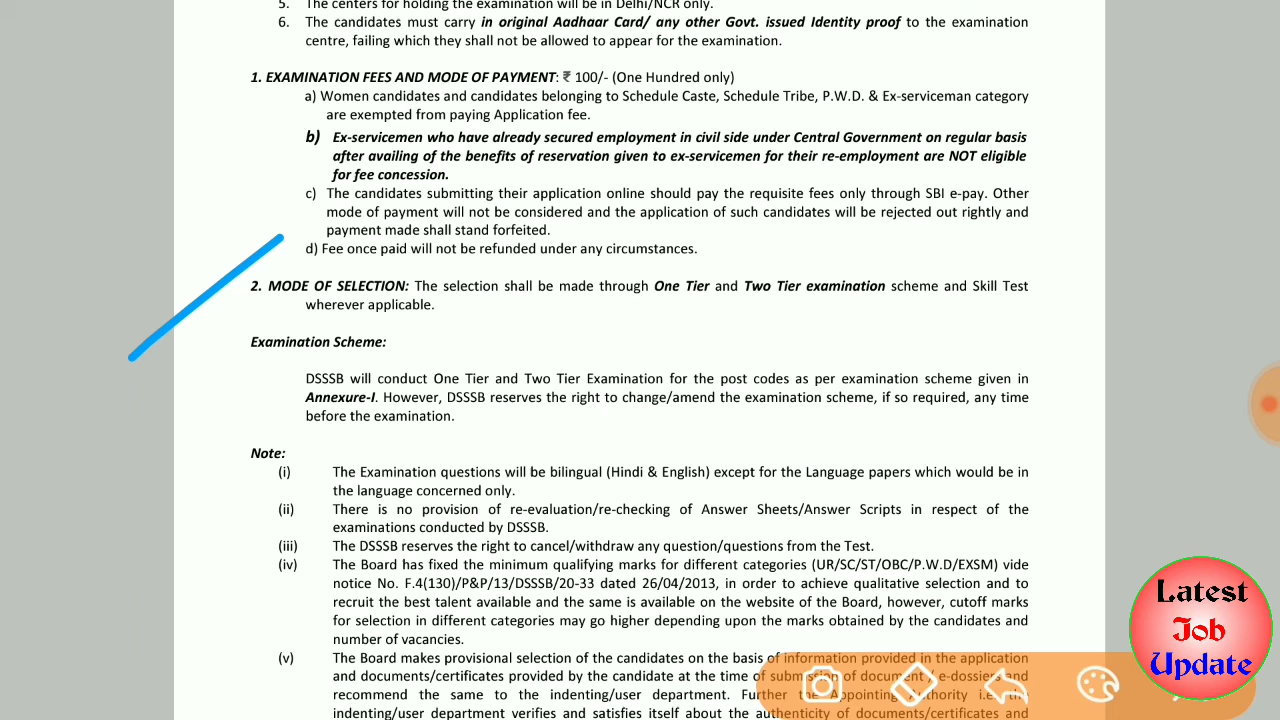 5. The centers for holding the examination will be in Delhi/NCR only.
6. The candidates must carry in original Aadhaar Card/ any other Govt. issued Identity proof to the examination
centre, failing which they shall not be allowed to appear for the examination.
1. EXAMINATION FEES AND MODE OF PAYMENT: ₹ 100/- (One Hundred only)
a) Women candidates and candidates belonging to Schedule Caste, Schedule Tribe, P.W.D. & Ex-serviceman category
are exempted from paying Application fee.
b) Ex-servicemen who have already secured employment in civil side under Central Government on regular basis
after availing of the benefits of reservation given to ex-servicemen for their re-employment are NOT eligible
for fee concession.
c) The candidates submitting their application online should pay the requisite fees only through SBI e-pay. Other
mode of payment will not be considered and the application of such candidates will be rejected out rightly and
payment made shall stand forfeited.
d) Fee once paid will not be refunded under any circumstances.
2. MODE OF SELECTION: The selection shall be made through One Tier and Two Tier examination scheme and Skill Test
wherever applicable.
Examination Scheme:
DSSSB will conduct One Tier and Two Tier Examination for the post codes as per examination scheme given in
Annexure-I. However, DSSSB reserves the right to change/amend the examination scheme, if so required, any time
before the examination.
Note:
(i) The Examination questions will be bilingual (Hindi & English) except for the Language papers which would be in
the language concerned only.
(ii) There is no provision of re-evaluation/re-checking of Answer Sheets/Answer Scripts in respect of the
examinations conducted by DSSSB.
(iii) The DSSSB reserves the right to cancel/withdraw any question/questions from the Test.
(iv) The Board has fixed the minimum qualifying marks for different categories (UR/SC/ST/OBC/P.W.D/EXSM) vide
notice No. F.4(130)/P&P/13/DSSSB/20-33 dated 26/04/2013, in order to achieve qualitative selection and to
recruit the best talent available and the same is available on the website of the Board, however, cutoff marks
for selection in different categories may go higher depending upon the marks obtained by the candidates and
number of vacancies.
(v) The Board makes provisional selection of the candidates on the basis of information provided in the application
and documents/certificates provided by the candidate at the time of submission of document / e-dossiers and
recommend the same to the indenting/user department. Further the Appointing Authority i.e. the
indenting/user department verifies and satisfies itself about the authenticity of documents/certificates and
Latest
Job
Update